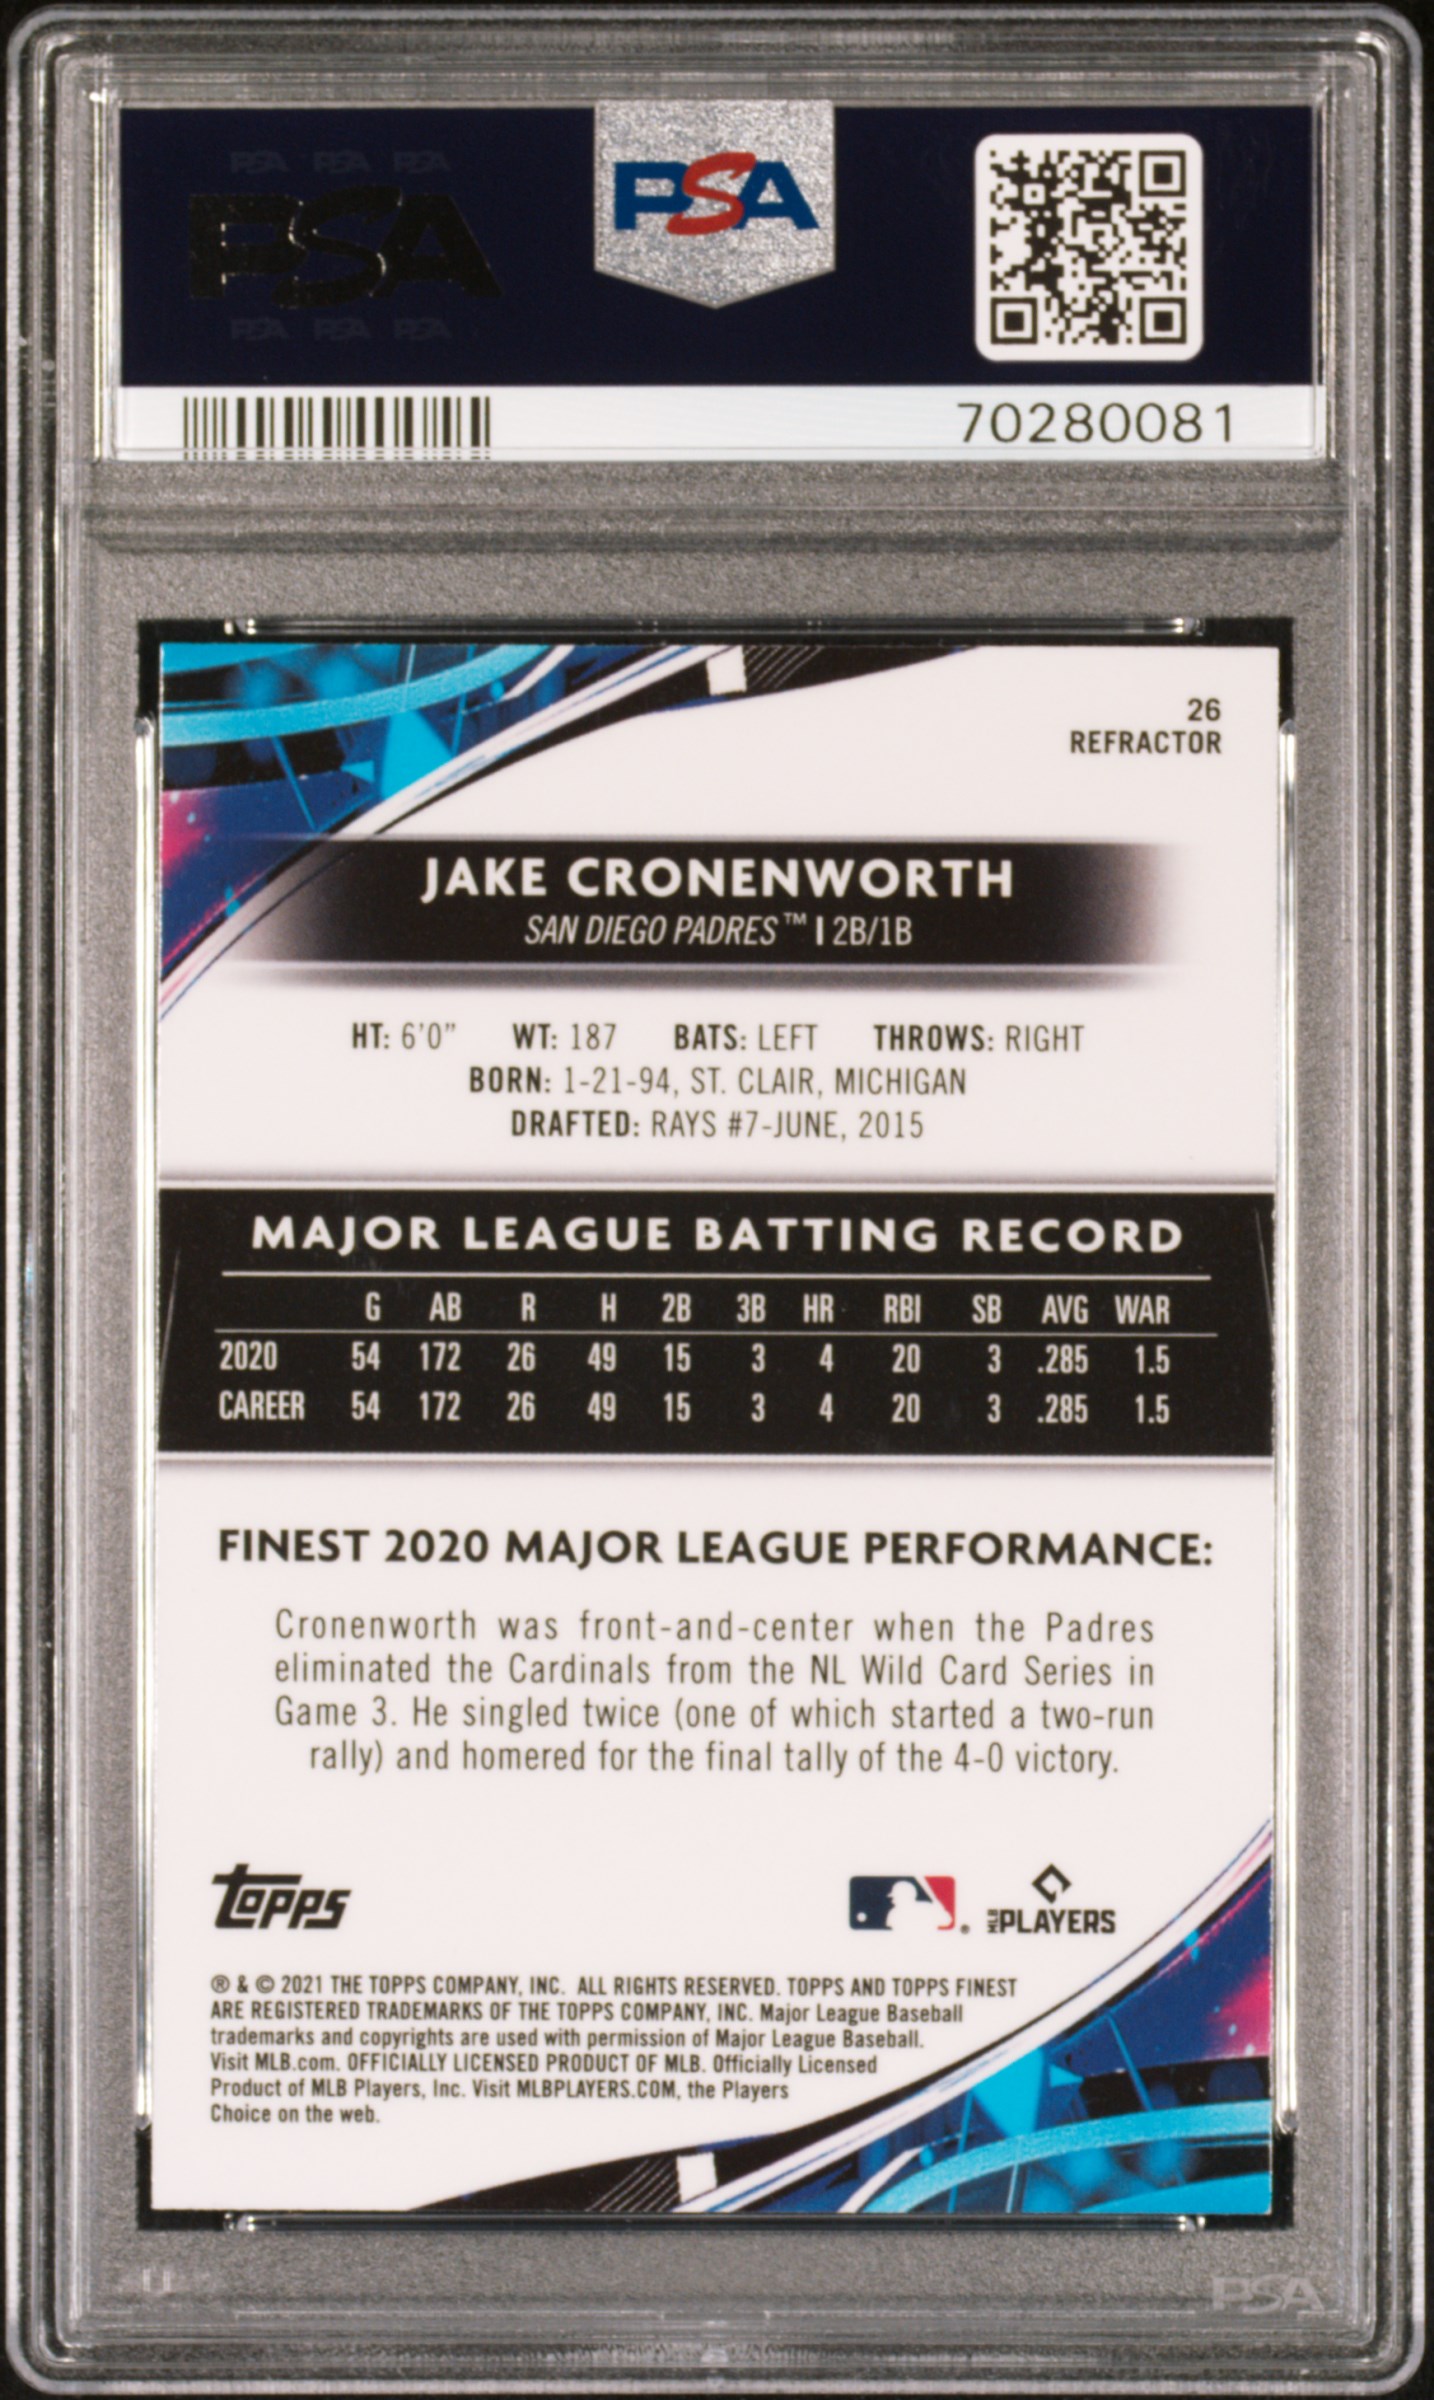 PSA PSA PSA
PSA
PSA PSA PSA
PSA
70280081
26
REFRACTOR
JAKE CRONENWORTH
SAN DIEGO PADRES™ | 2B/1B
HT: 6'0" WT: 187 BATS: LEFT THROWS: RIGHT
BORN: 1-21-94, ST. CLAIR, MICHIGAN
DRAFTED: RAYS #7-JUNE, 2015
MAJOR LEAGUE BATTING RECORD
G AB R H 2B 3B HR RBI SB AVG WAR
2020 54 172 26 49 15 3 4 20 3 .285 1.5
CAREER 54 172 26 49 15 3 4 20 3 .285 1.5
FINEST 2020 MAJOR LEAGUE PERFORMANCE:
Cronenworth was front-and-center when the Padres
eliminated the Cardinals from the NL Wild Card Series in
Game 3. He singled twice (one of which started a two-run
rally) and homered for the final tally of the 4-0 victory.
topps
® MLB PLAYERS
® & © 2021 THE TOPPS COMPANY, INC. ALL RIGHTS RESERVED. TOPPS AND TOPPS FINEST
ARE REGISTERED TRADEMARKS OF THE TOPPS COMPANY, INC. Major League Baseball
trademarks and copyrights are used with permission of Major League Baseball.
Visit MLB.com. OFFICIALLY LICENSED PRODUCT OF MLB. Officially Licensed
Product of MLB Players, Inc. Visit MLBPLAYERS.COM, the Players
Choice on the web.
PSA